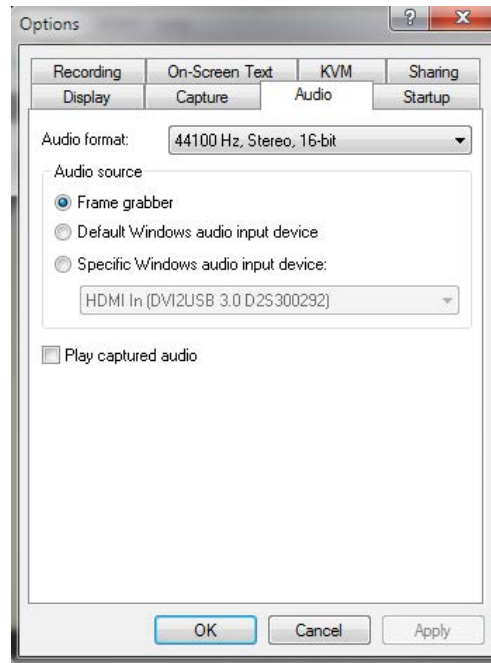 Options
Recording On-Screen Text KVM Sharing
Display Capture Audio Startup
Audio format: 44100 Hz, Stereo, 16-bit
Audio source
Frame grabber
Default Windows audio input device
Specific Windows audio input device:
HDMI In (DVI2USB 3.0 D2S300292)
Play captured audio
OK Cancel Apply